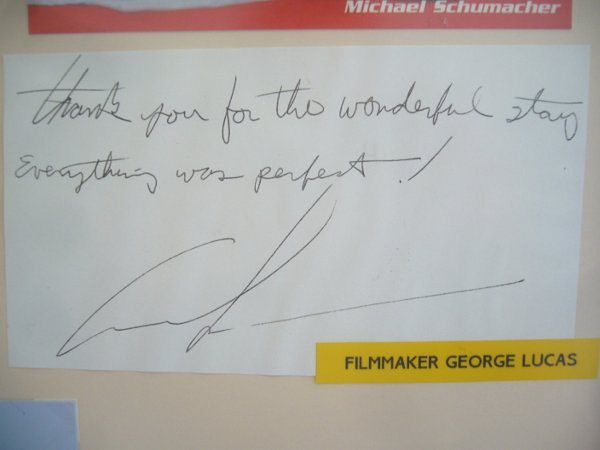 Michael Schumacher
Thank you for the wonderful stay
Everything was perfect!
FILMMAKER GEORGE LUCAS